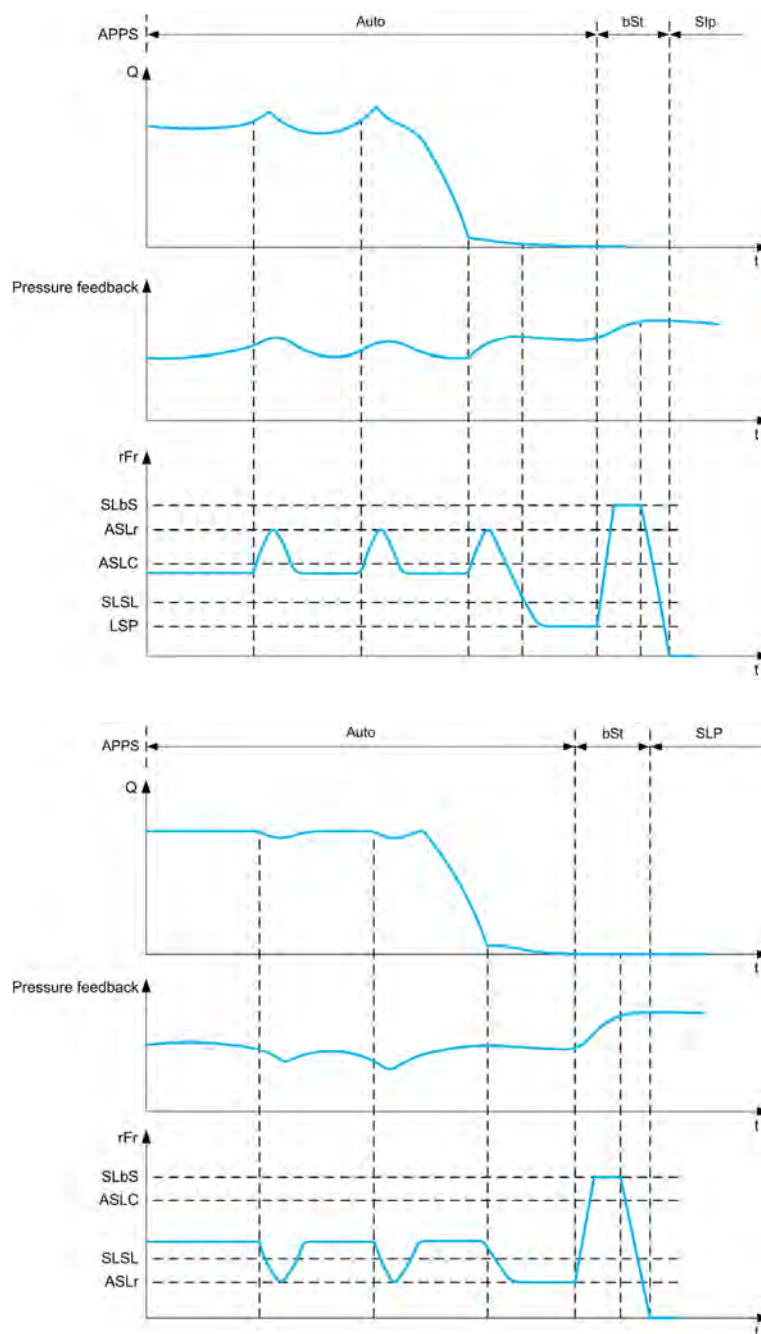 Auto bSt Slp
APPS
Q
t
Pressure feedback
t
rFr
SLbS
ASLr
ASLC
SLSL
LSP
t
Auto bSt SLP
APPS
Q
t
Pressure feedback
t
rFr
SLbS
ASLC
SLSL
ASLr
t